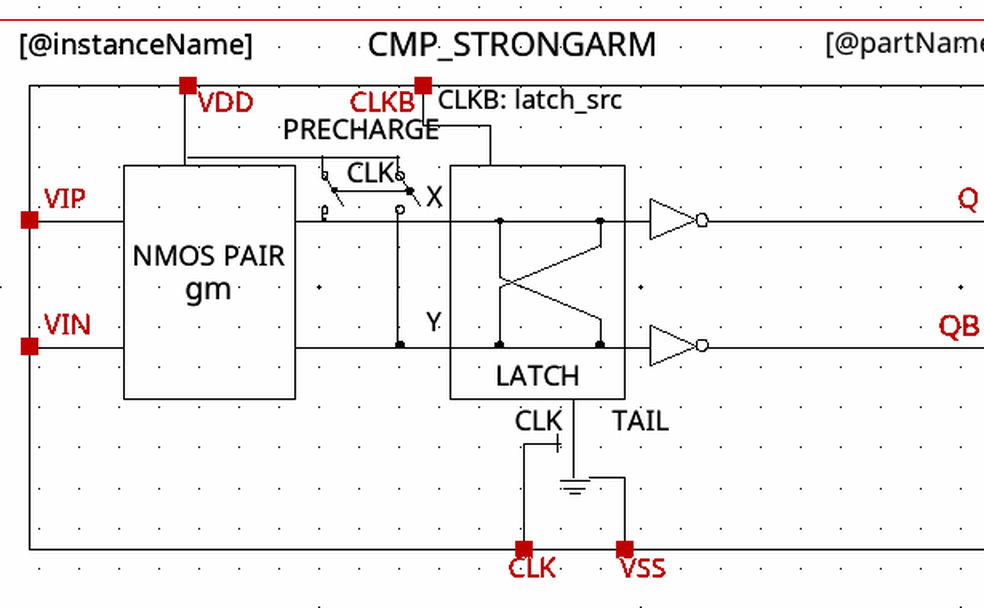 [@instanceName] CMP_STRONGARM [@partName
VDD CLKB CLKB: latch_src
PRECHARGE
CLK
VIP X Q
NMOS PAIR
gm
VIN Y QB
LATCH
CLK TAIL
CLK VSS